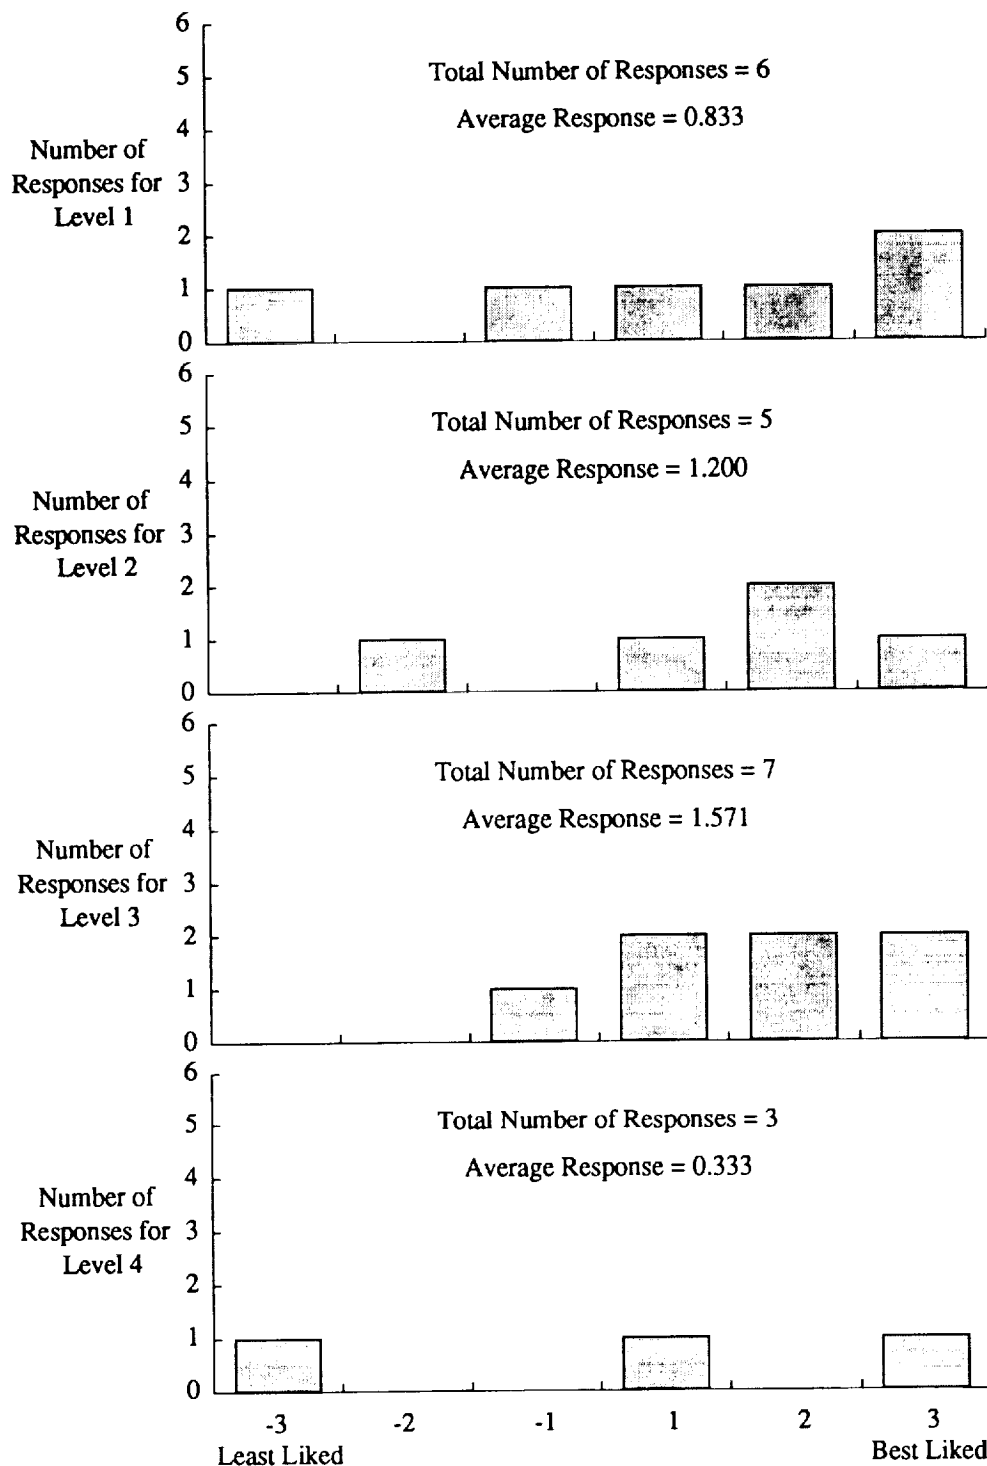 6
5
4
3
2
1
0
Total Number of Responses = 6
Average Response = 0.833
Number of
Responses for
Level 1
6
5
4
3
2
1
0
Total Number of Responses = 5
Average Response = 1.200
Number of
Responses for
Level 2
6
5
4
3
2
1
0
Total Number of Responses = 7
Average Response = 1.571
Number of
Responses for
Level 3
6
5
4
3
2
1
0
Total Number of Responses = 3
Average Response = 0.333
Number of
Responses for
Level 4
-3 -2 -1 1 2 3
Least Liked Best Liked